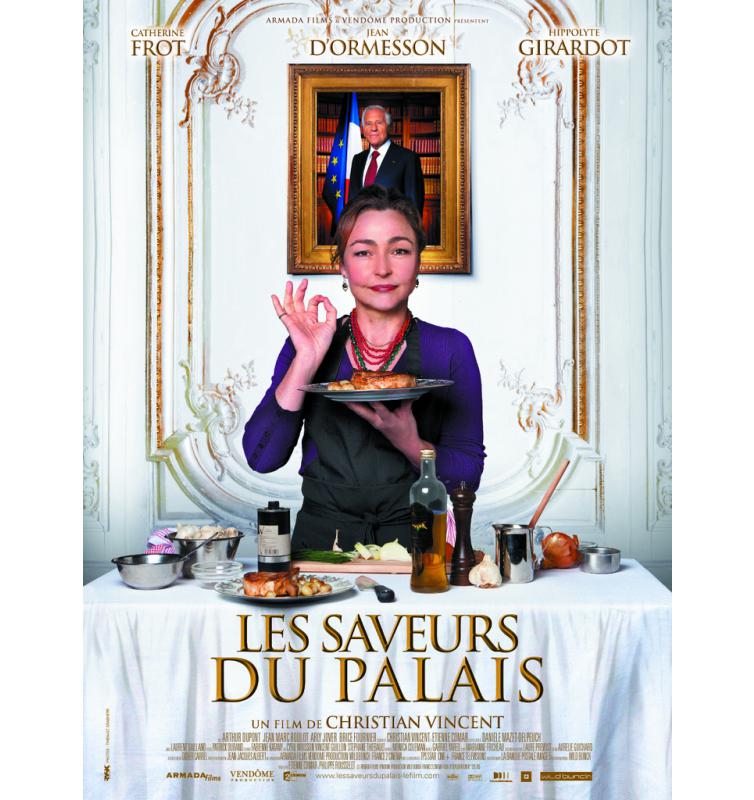 ARMADA FILMS & VENDÔME PRODUCTION PRÉSENTENT
CATHERINE FROT
JEAN D'ORMESSON
HIPPOLYTE GIRARDOT
LES SAVEURS
DU PALAIS
UN FILM DE CHRISTIAN VINCENT
ARTHUR DUPONT JEAN MARC ROULOT ARLY JOVER BRICE FOURNIER CHRISTIAN VINCENT ETIENNE COMAR DANIÈLE MAZET-DELPEUCH
ARMADA films
VENDÔME PRODUCTION
www.lessaveursdupalais-lefilm.com
wild bunch